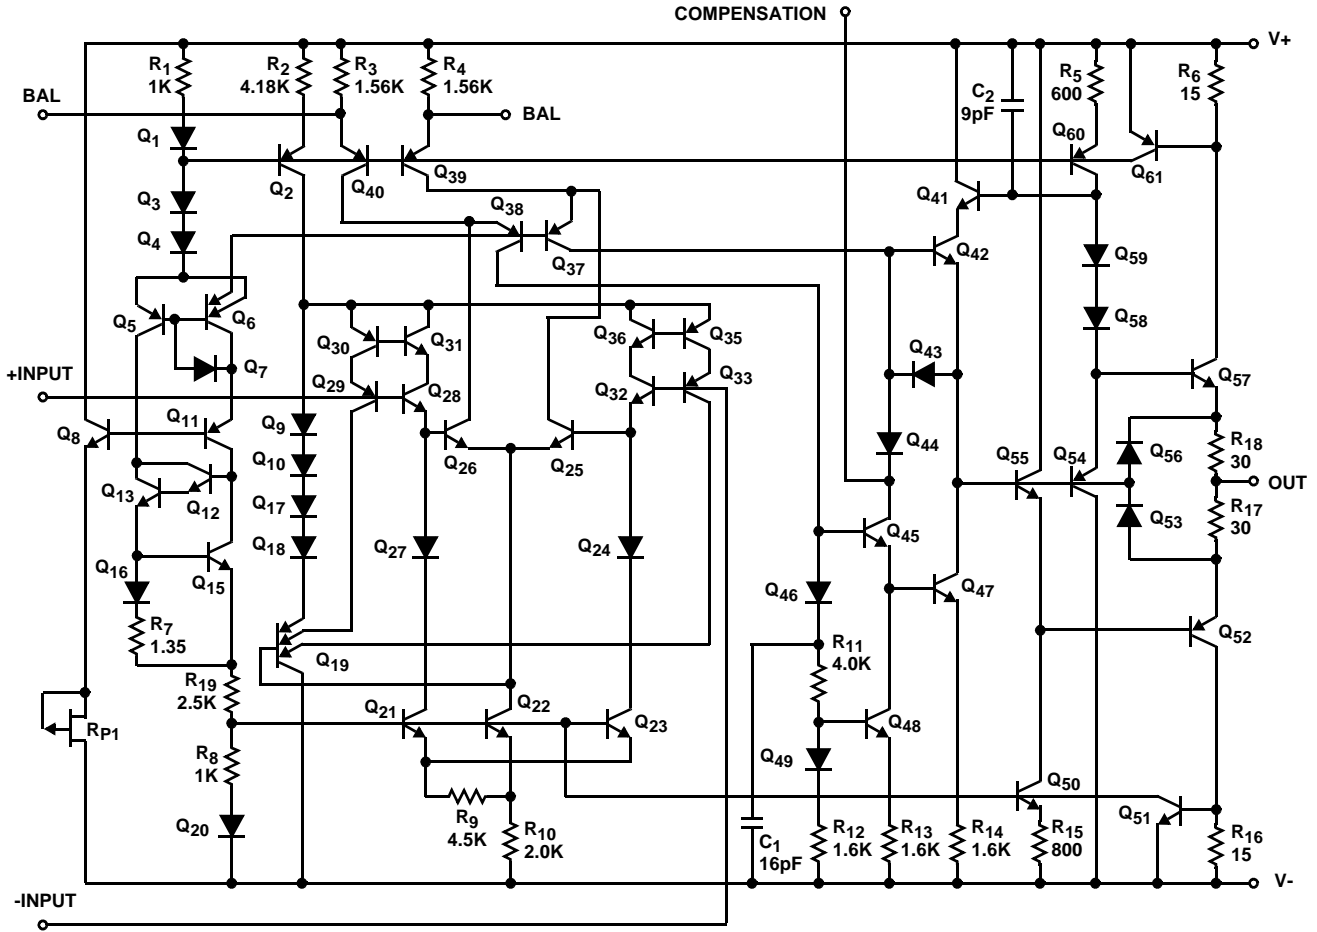 COMPENSATION
V+
R1
1K
R2
4.18K
R3
1.56K
R4
1.56K
C2
9pF
R5
600
R6
15
BAL
BAL
Q1
Q2
Q40
Q39
Q60
Q61
Q3
Q38
Q41
Q4
Q37
Q42
Q59
Q5
Q6
Q58
Q30
Q31
Q36
Q35
Q43
+INPUT
Q7
Q29
Q28
Q32
Q33
Q57
Q8
Q11
Q9
Q26
Q25
Q44
Q55
Q54
Q56
R18
30
Q10
OUT
Q13
Q12
Q17
Q53
R17
30
Q16
Q15
Q18
Q27
Q24
Q45
Q46
Q47
R7
1.35
Q19
R11
4.0K
Q52
R19
2.5K
Q21
Q22
Q23
Q48
RP1
R8
1K
Q49
Q50
Q51
Q20
R9
4.5K
R10
2.0K
C1
16pF
R12
1.6K
R13
1.6K
R14
1.6K
R15
800
R16
15
V-
-INPUT